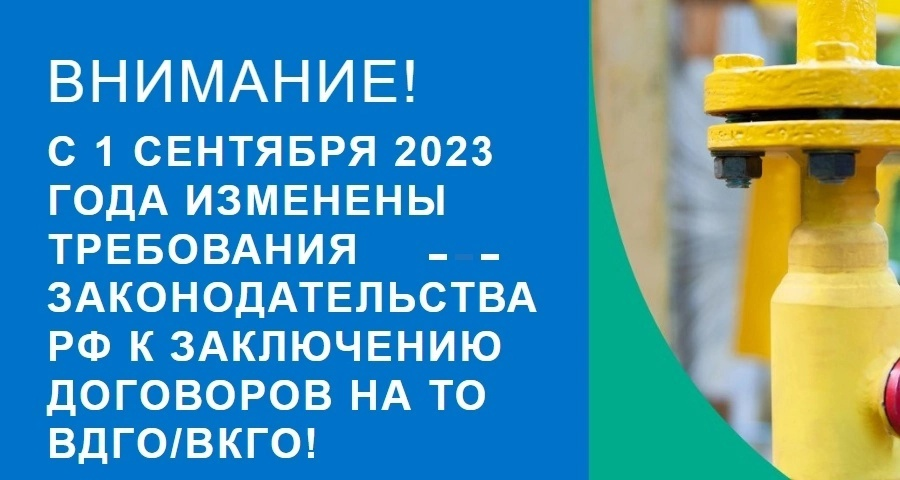 ВНИМАНИЕ!
С 1 СЕНТЯБРЯ 2023
ГОДА ИЗМЕНЕНЫ
ТРЕБОВАНИЯ
ЗАКОНОДАТЕЛЬСТВА
РФ К ЗАКЛЮЧЕНИЮ
ДОГОВОРОВ НА ТО
ВДГО/ВКГО!